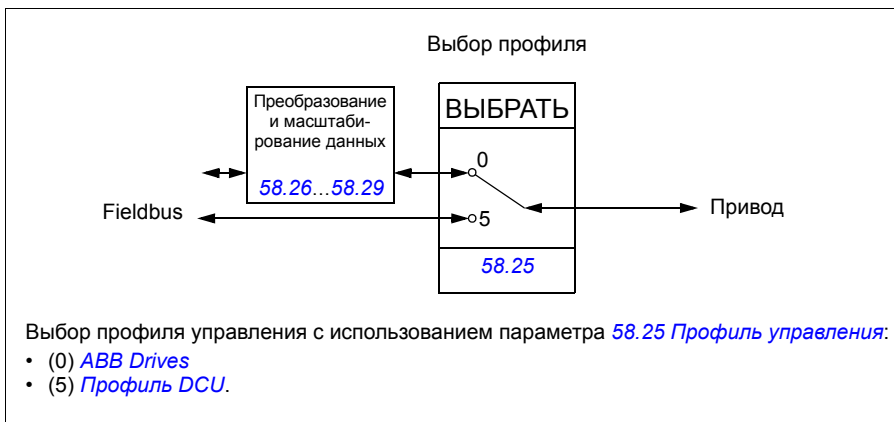 Выбор профиля
Преобразование
и масштаби-
рование данных
58.26...58.29
ВЫБРАТЬ
0
5
58.25
Fieldbus
Привод
Выбор профиля управления с использованием параметра 58.25 Профиль управления:
• (0) ABB Drives
• (5) Профиль DCU.